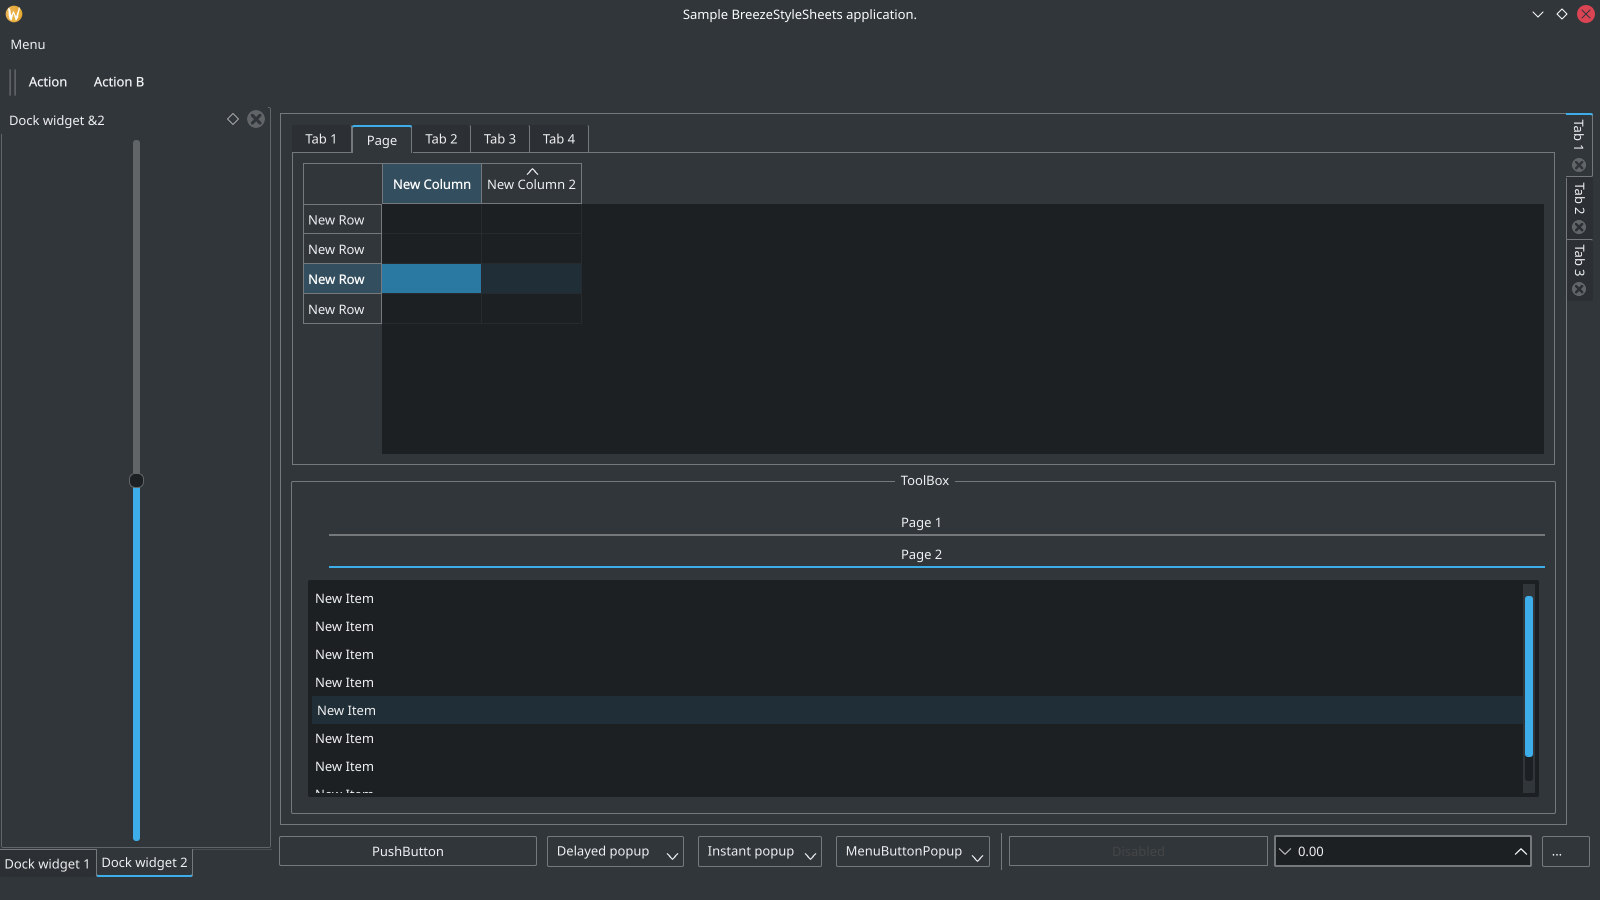 Sample BreezeStyleSheets application.
Menu
Action Action B
Dock widget &2
Tab 1 Page Tab 2 Tab 3 Tab 4
New Column New Column 2
New Row
New Row
New Row
New Row
Tab 1
Tab 2
Tab 3
ToolBox
Page 1
Page 2
New Item
New Item
New Item
New Item
New Item
New Item
New Item
New Item
Dock widget 1 Dock widget 2
PushButton Delayed popup Instant popup MenuButtonPopup Disabled 0.00 ...